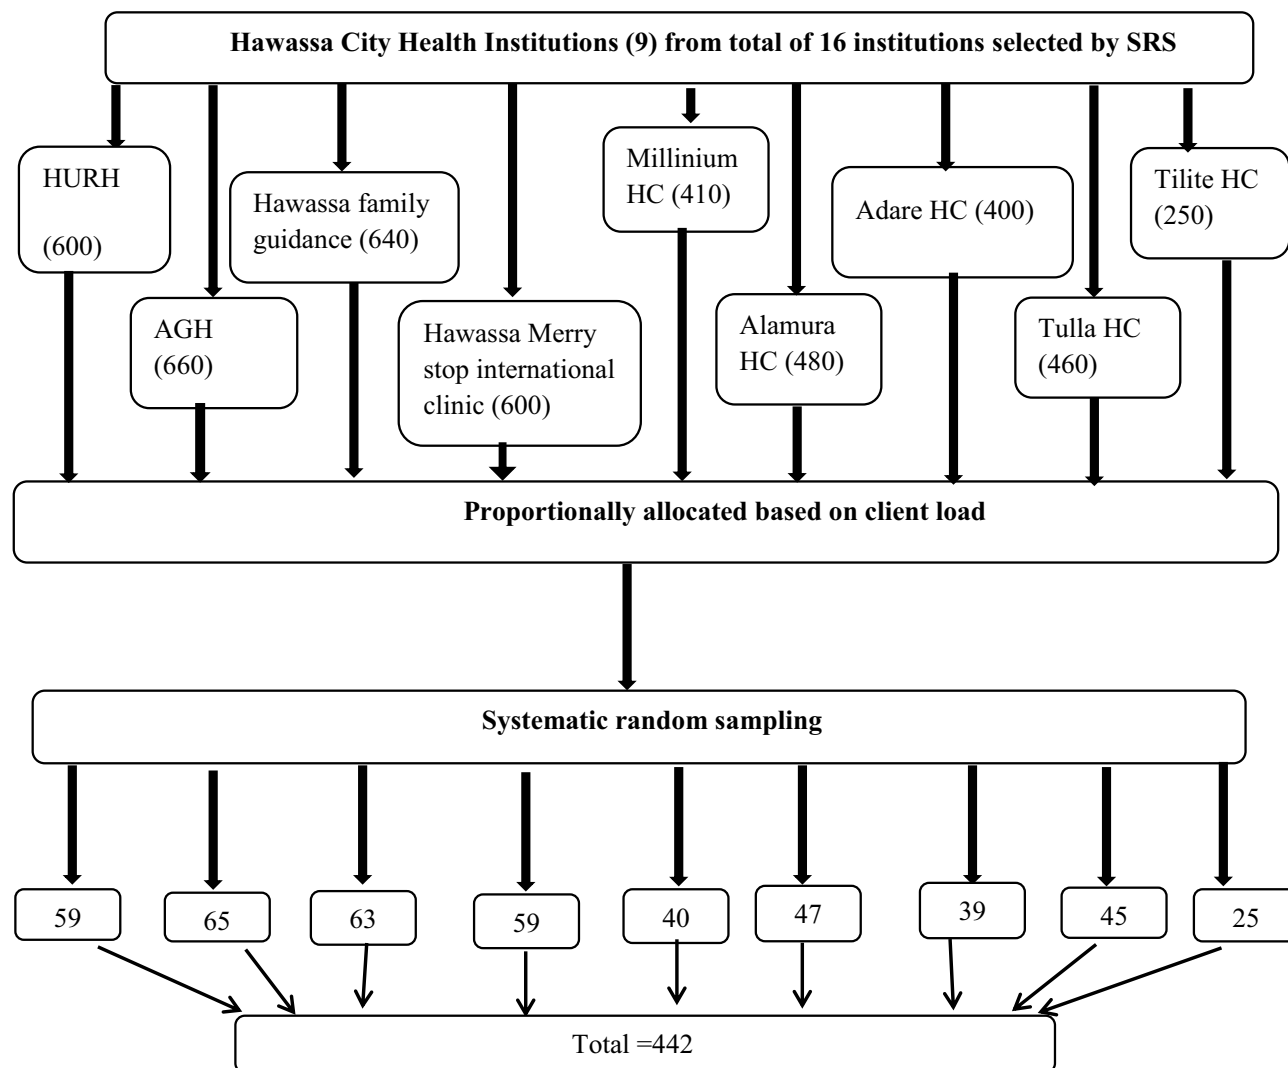 Hawassa City Health Institutions (9) from total of 16 institutions selected by SRS
HURH
(600)
AGH
(660)
Hawassa family
guidance (640)
Hawassa Merry
stop international
clinic (600)
Millinium
HC (410)
Alamura
HC (480)
Adare HC (400)
Tulla HC
(460)
Tilite HC
(250)
Proportionally allocated based on client load
Systematic random sampling
59
65
63
59
40
47
39
45
25
Total =442